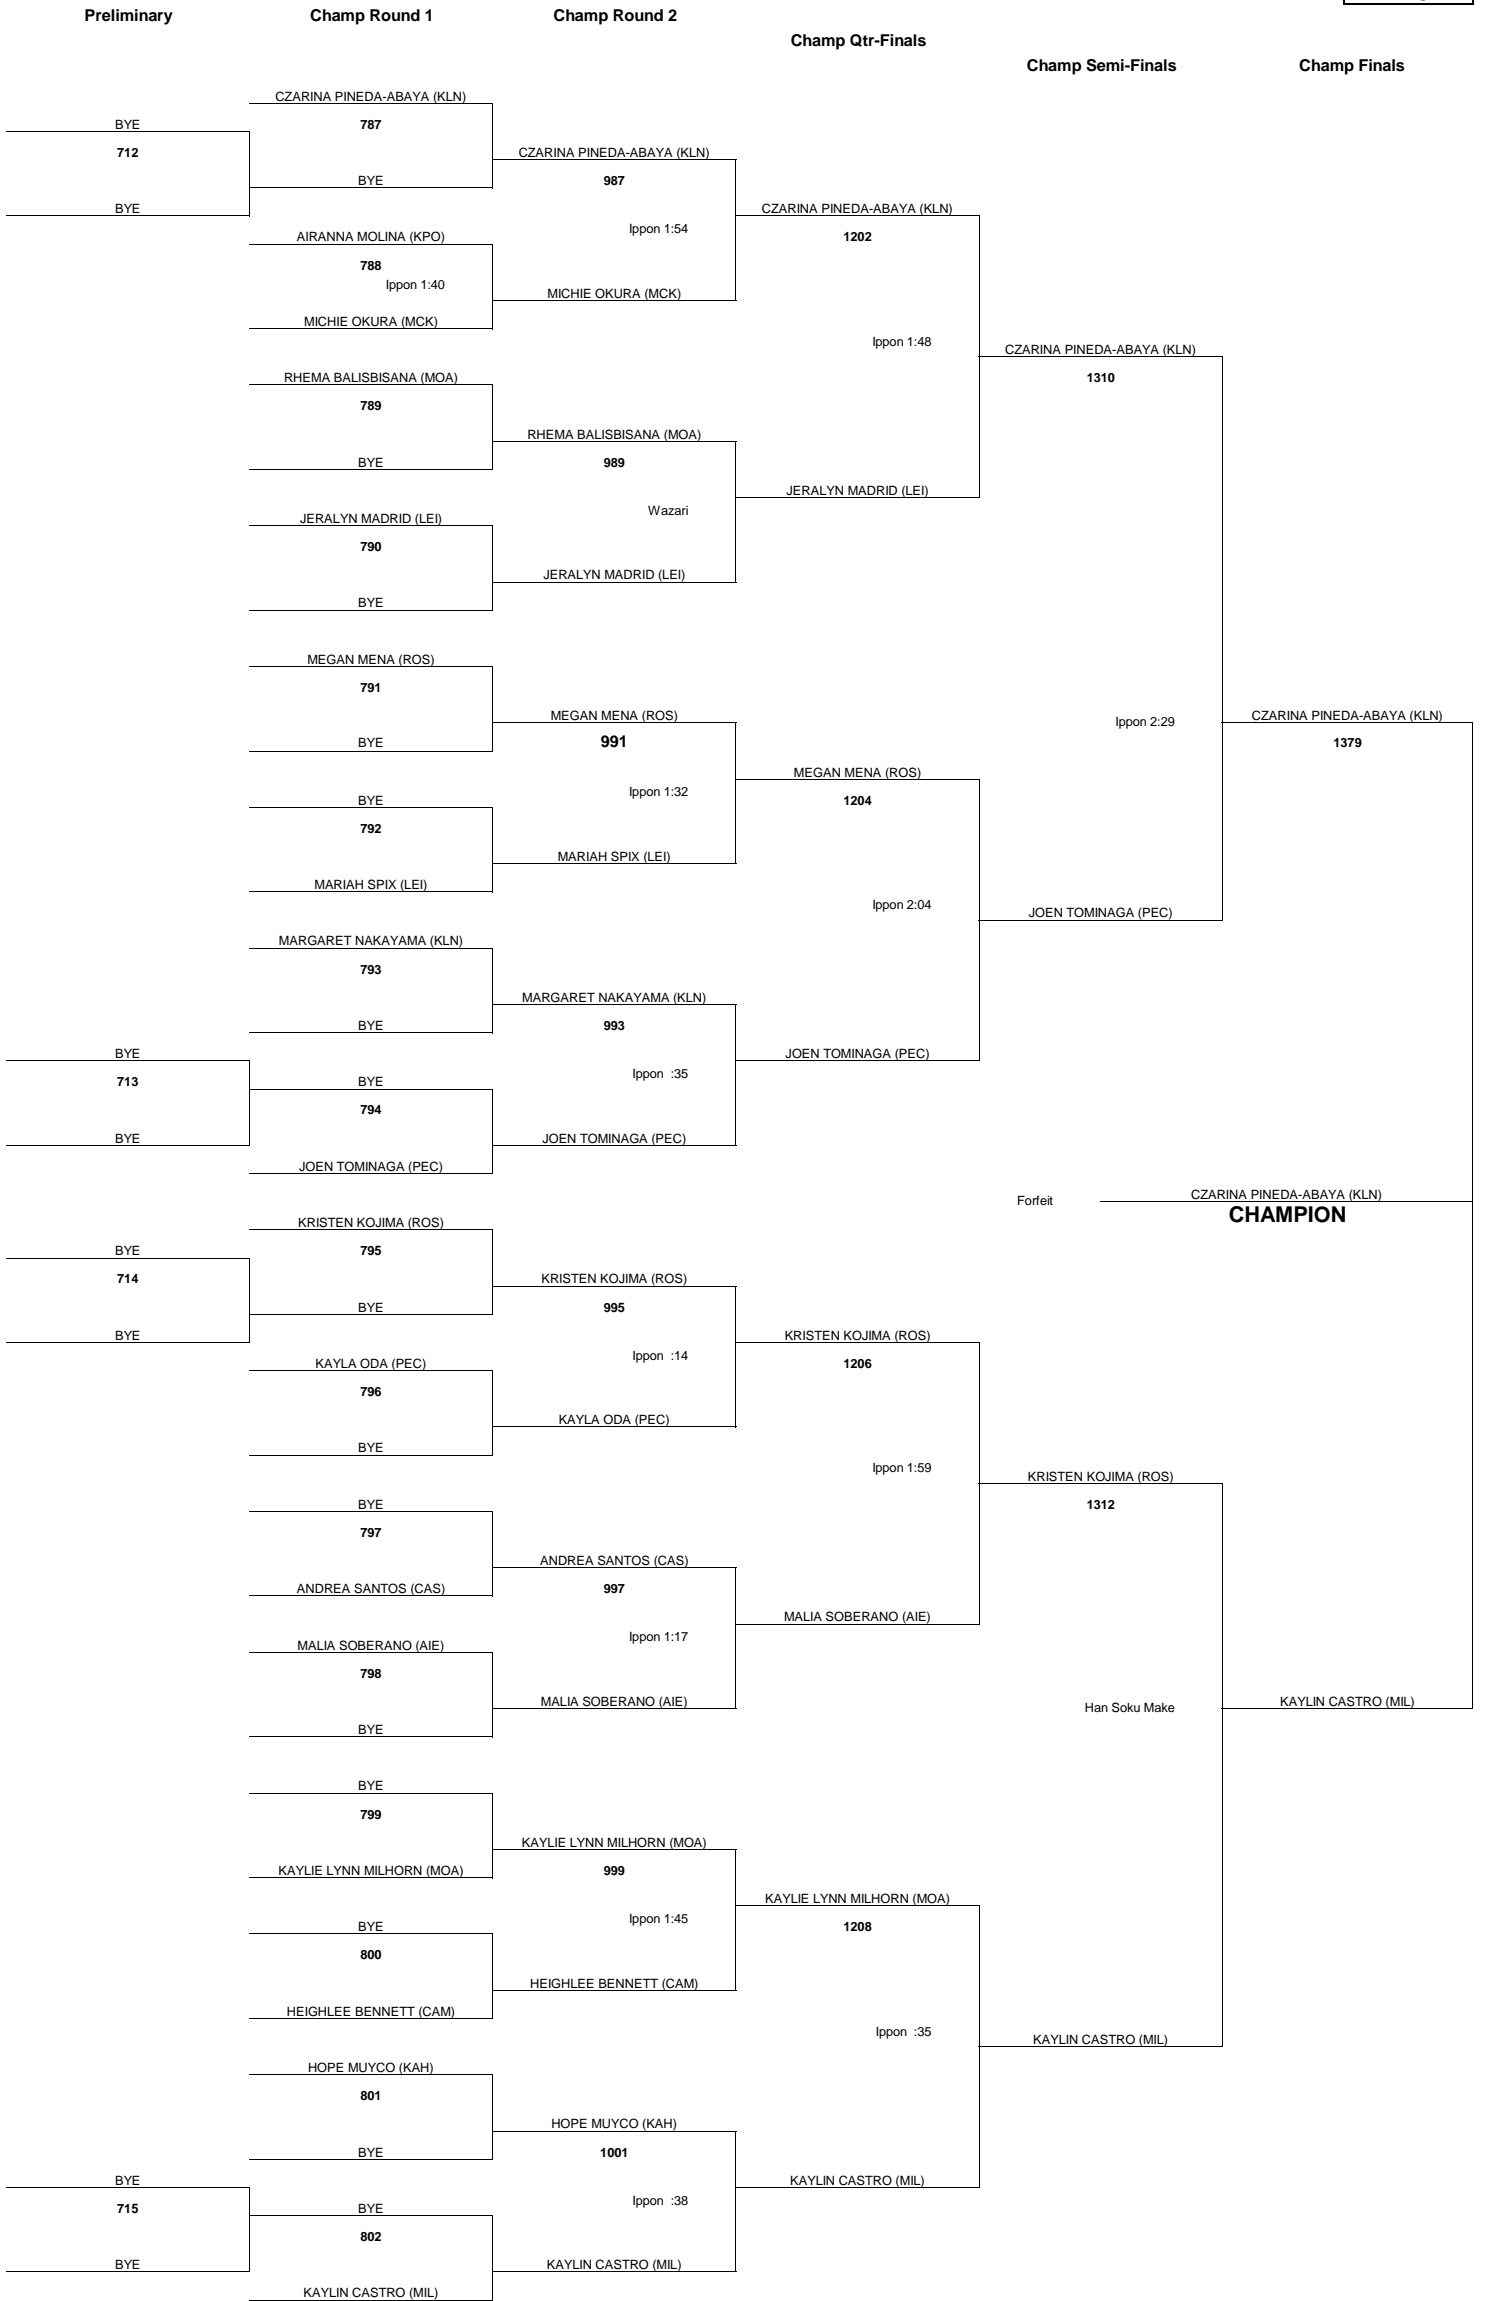 Preliminary
Champ Round 1
Champ Round 2
Champ Qtr-Finals
Champ Semi-Finals
Champ Finals
CZARINA PINEDA-ABAYA (KLN)
BYE
787
712
CZARINA PINEDA-ABAYA (KLN)
BYE
987
BYE
CZARINA PINEDA-ABAYA (KLN)
Ippon 1:54
AIRANNA MOLINA (KPO)
1202
788
Ippon 1:40
MICHIE OKURA (MCK)
MICHIE OKURA (MCK)
Ippon 1:48
CZARINA PINEDA-ABAYA (KLN)
RHEMA BALISBISANA (MOA)
1310
789
RHEMA BALISBISANA (MOA)
BYE
989
JERALYN MADRID (LEI)
Wazari
JERALYN MADRID (LEI)
790
JERALYN MADRID (LEI)
BYE
MEGAN MENA (ROS)
791
MEGAN MENA (ROS)
CZARINA PINEDA-ABAYA (KLN)
Ippon 2:29
BYE
991
1379
MEGAN MENA (ROS)
Ippon 1:32
BYE
1204
792
MARIAH SPIX (LEI)
MARIAH SPIX (LEI)
Ippon 2:04
JOEN TOMINAGA (PEC)
MARGARET NAKAYAMA (KLN)
793
MARGARET NAKAYAMA (KLN)
BYE
993
BYE
JOEN TOMINAGA (PEC)
Ippon :35
713
BYE
794
BYE
JOEN TOMINAGA (PEC)
JOEN TOMINAGA (PEC)
CZARINA PINEDA-ABAYA (KLN)
Forfeit
CHAMPION
KRISTEN KOJIMA (ROS)
BYE
795
714
KRISTEN KOJIMA (ROS)
BYE
995
BYE
KRISTEN KOJIMA (ROS)
Ippon :14
KAYLA ODA (PEC)
1206
796
KAYLA ODA (PEC)
BYE
Ippon 1:59
KRISTEN KOJIMA (ROS)
BYE
1312
797
ANDREA SANTOS (CAS)
ANDREA SANTOS (CAS)
997
MALIA SOBERANO (AIE)
Ippon 1:17
MALIA SOBERANO (AIE)
798
MALIA SOBERANO (AIE)
KAYLIN CASTRO (MIL)
Han Soku Make
BYE
BYE
799
KAYLIE LYNN MILHORN (MOA)
KAYLIE LYNN MILHORN (MOA)
999
KAYLIE LYNN MILHORN (MOA)
Ippon 1:45
BYE
1208
800
HEIGHLEE BENNETT (CAM)
HEIGHLEE BENNETT (CAM)
Ippon :35
KAYLIN CASTRO (MIL)
HOPE MUYCO (KAH)
801
HOPE MUYCO (KAH)
BYE
1001
BYE
KAYLIN CASTRO (MIL)
Ippon :38
715
BYE
802
BYE
KAYLIN CASTRO (MIL)
KAYLIN CASTRO (MIL)